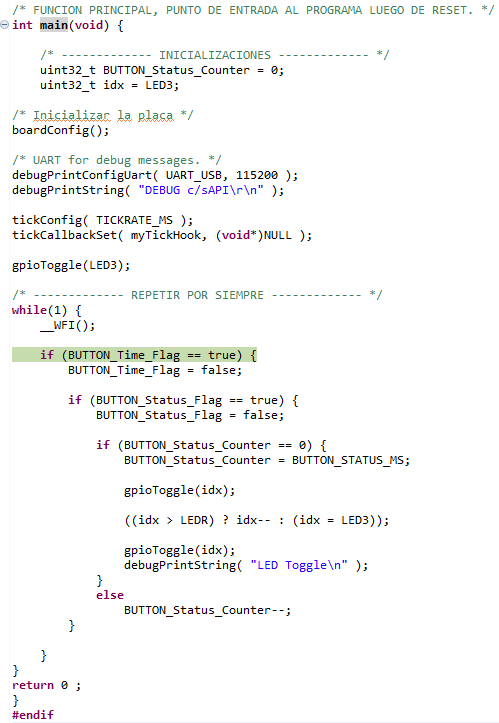 /* FUNCION PRINCIPAL, PUNTO DE ENTRADA AL PROGRAMA LUEGO DE RESET. */
int main(void) {
/* ------------- INICIALIZACIONES ------------- */
uint32_t BUTTON_Status_Counter = 0;
uint32_t idx = LED3;
/* Inicializar la placa */
boardConfig();
/* UART for debug messages. */
debugPrintConfigUart( UART_USB, 115200 );
debugPrintString( "DEBUG c/sAPI\r\n" );
tickConfig( TICKRATE_MS );
tickCallbackSet( myTickHook, (void*)NULL );
gpioToggle(LED3);
/* ------------- REPETIR POR SIEMPRE ------------- */
while(1) {
__WFI();
if (BUTTON_Time_Flag == true) {
BUTTON_Time_Flag = false;
if (BUTTON_Status_Flag == true) {
BUTTON_Status_Flag = false;
if (BUTTON_Status_Counter == 0) {
BUTTON_Status_Counter = BUTTON_STATUS_MS;
gpioToggle(idx);
((idx > LEDR) ? idx-- : (idx = LED3));
gpioToggle(idx);
debugPrintString( "LED Toggle\n" );
}
else
BUTTON_Status_Counter--;
}
}
}
return 0 ;
}
#endif